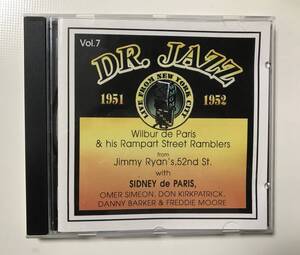 Vol.7
DR. JAZZ
1951 1952
LIVE FROM NEW YORK CITY
Wilbur de Paris
& his Rampart Street Ramblers
from
Jimmy Ryan's, 52nd St.
with
SIDNEY de PARIS,
OMER SIMEON, DON KIRKPATRICK,
DANNY BARKER & FREDDIE MOORE